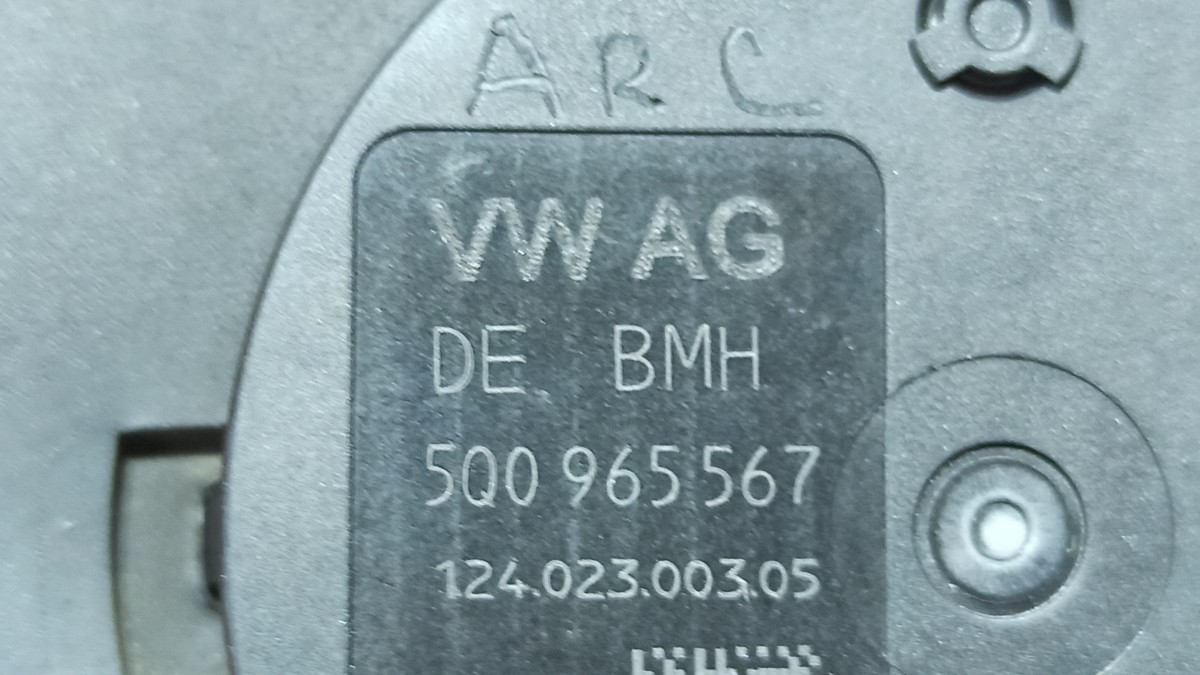 ARC
VW AG
DE BMH
5Q0 965 567
124.023.003.05